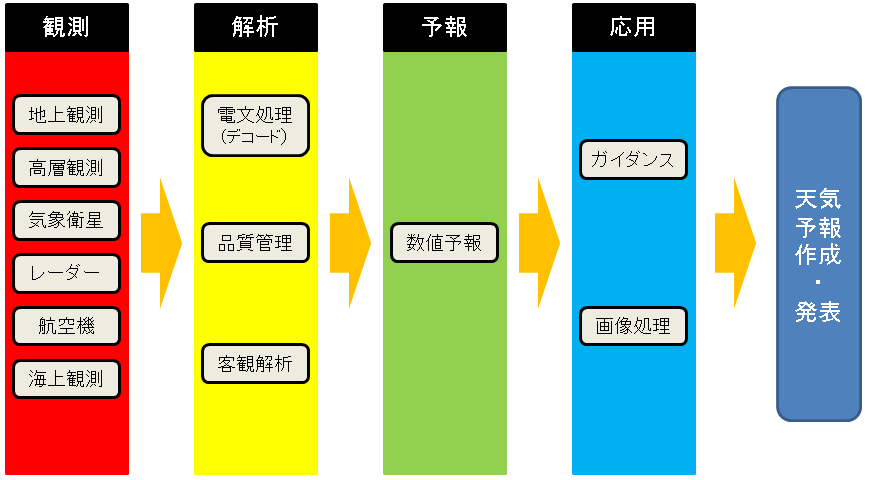 観測
地上観測
高層観測
気象衛星
レーダー
航空機
海上観測
解析
電文処理
(デコード)
品質管理
客観解析
予報
数値予報
応用
ガイダンス
画像処理
天気
予報
作成
・
発表